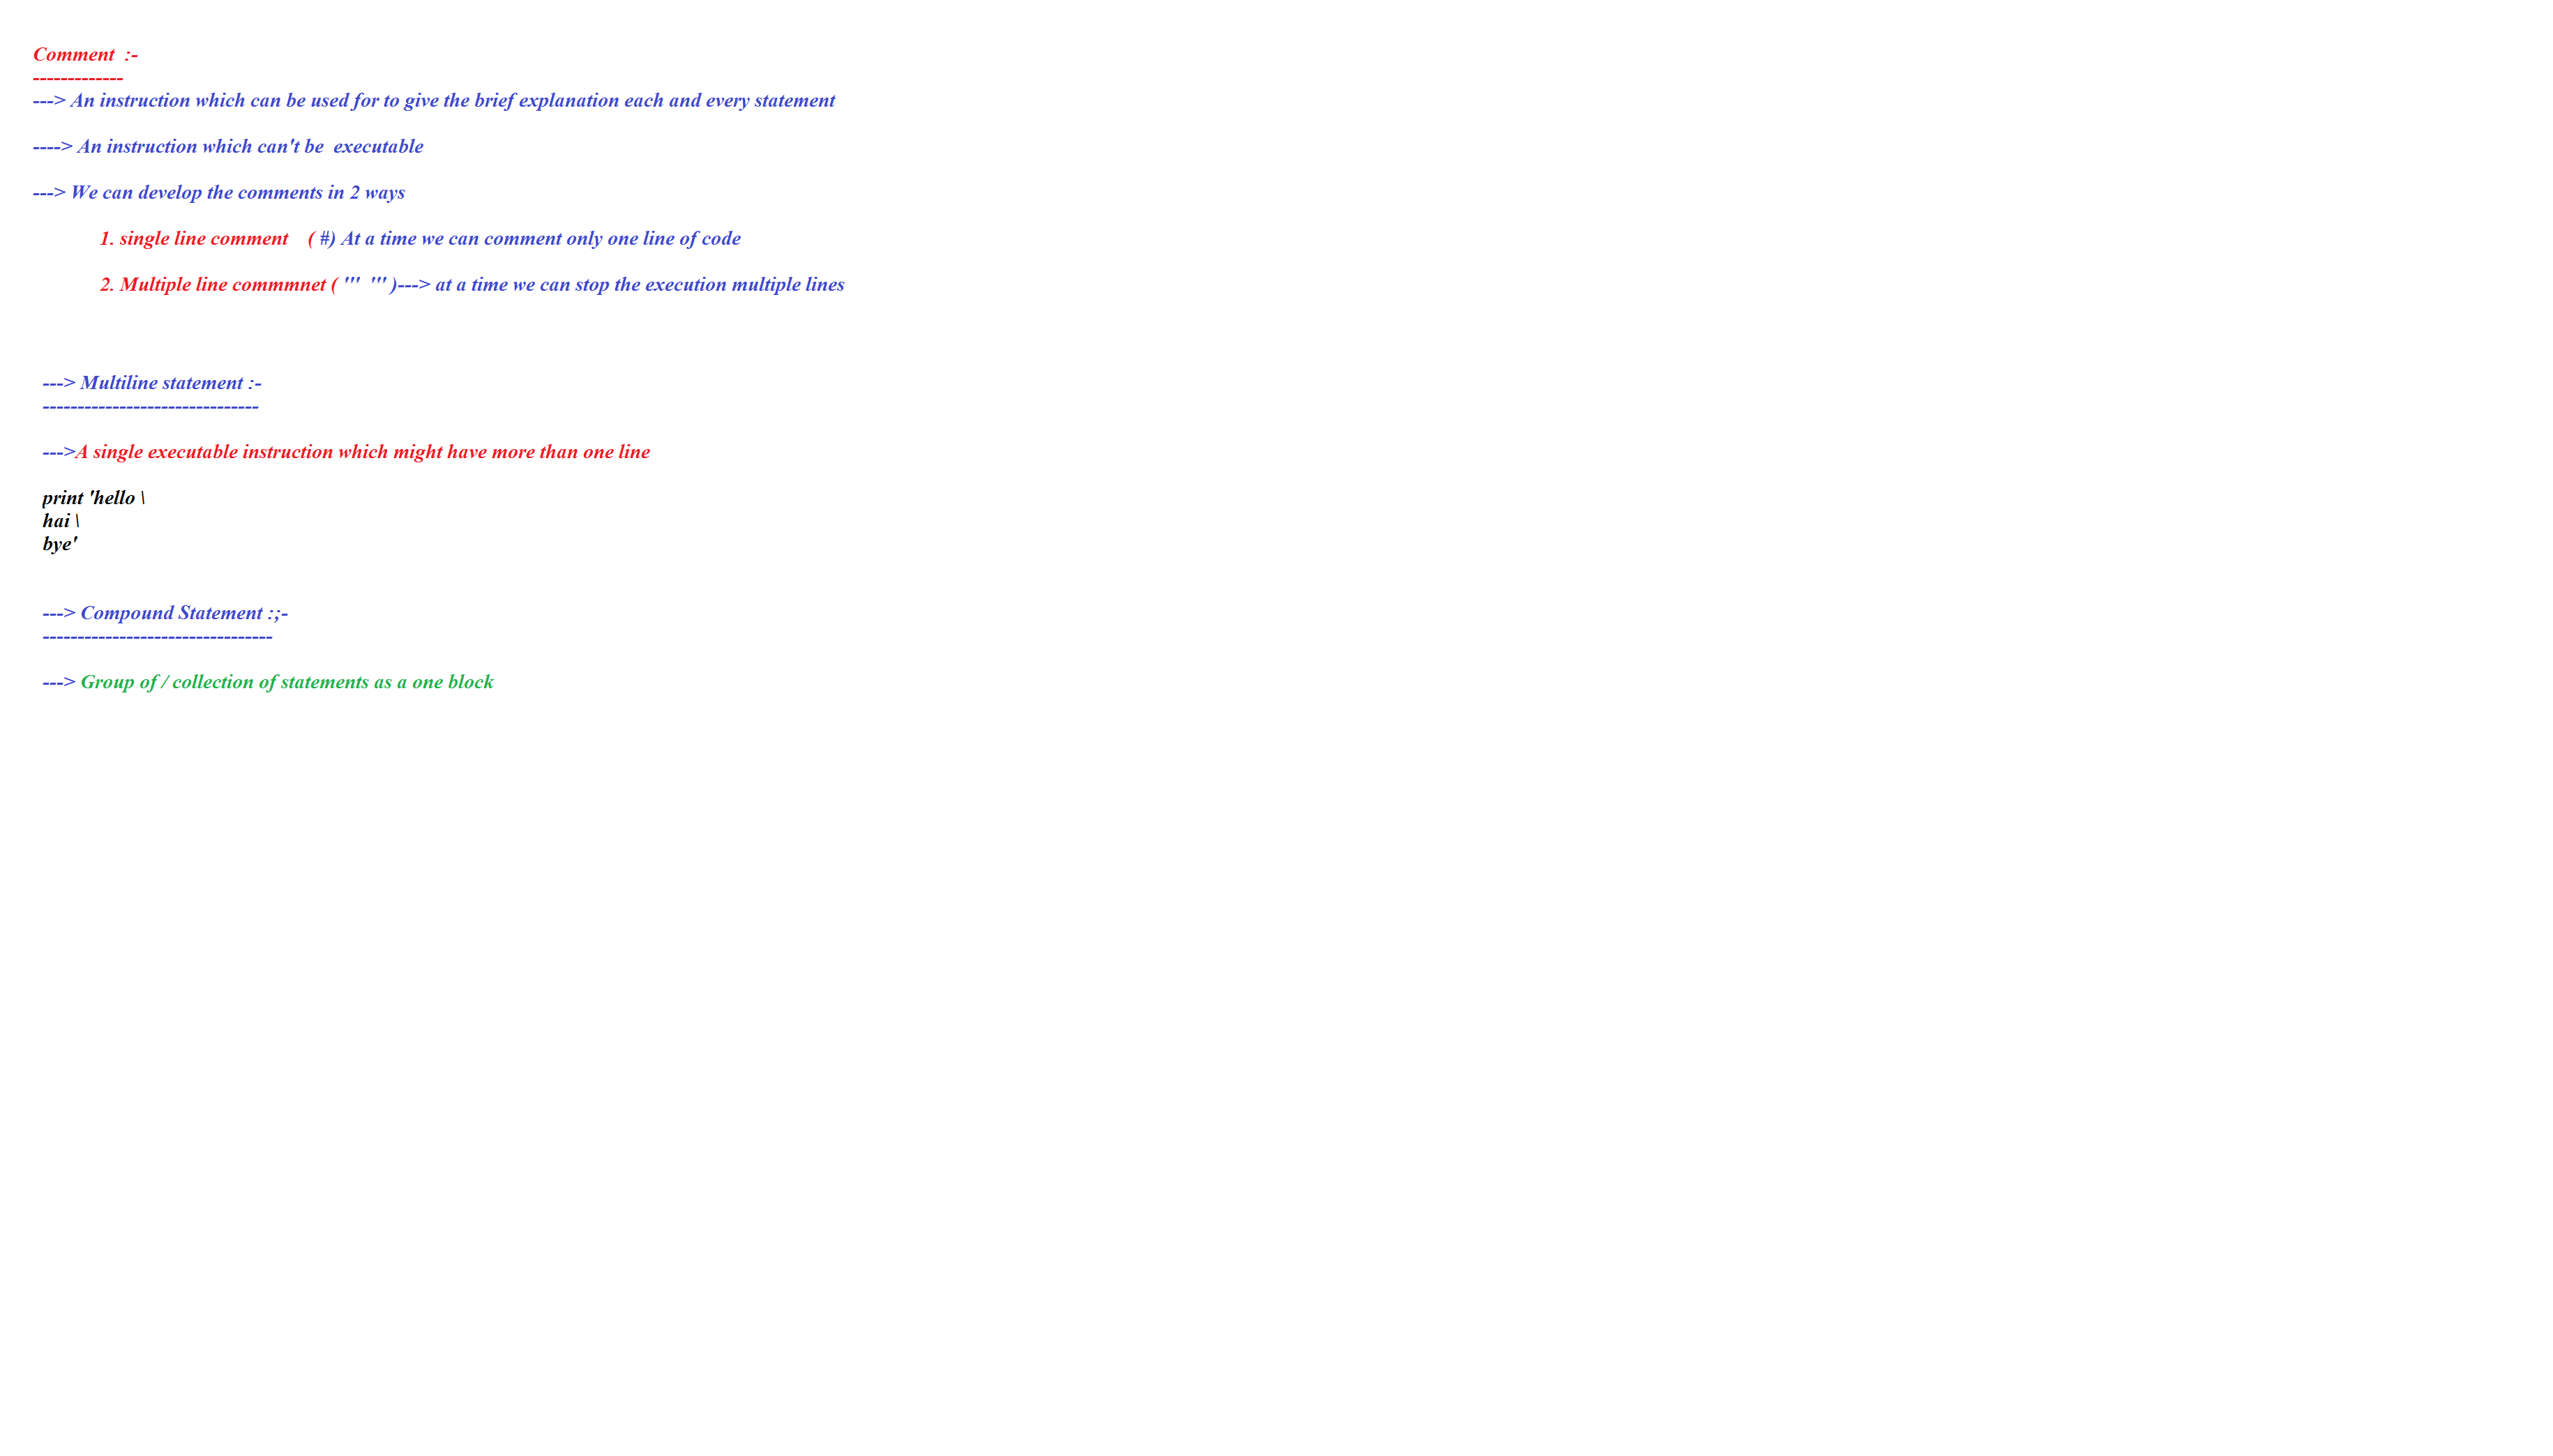 Comment  :-
-------------
---> An instruction which can be used for to give the brief explanation each and every statement
----> An instruction which can't be  executable
---> We can develop the comments in 2 ways
1. single line comment    ( #) At a time we can comment only one line of code
2. Multiple line commmnet ( '''  ''' )---> at a time we can stop the execution multiple lines
---> Multiline statement :-
-------------------------------
--->A single executable instruction which might have more than one line
print 'hello \
hai \
bye'
---> Compound Statement :;-
---------------------------------
---> Group of / collection of statements as a one block